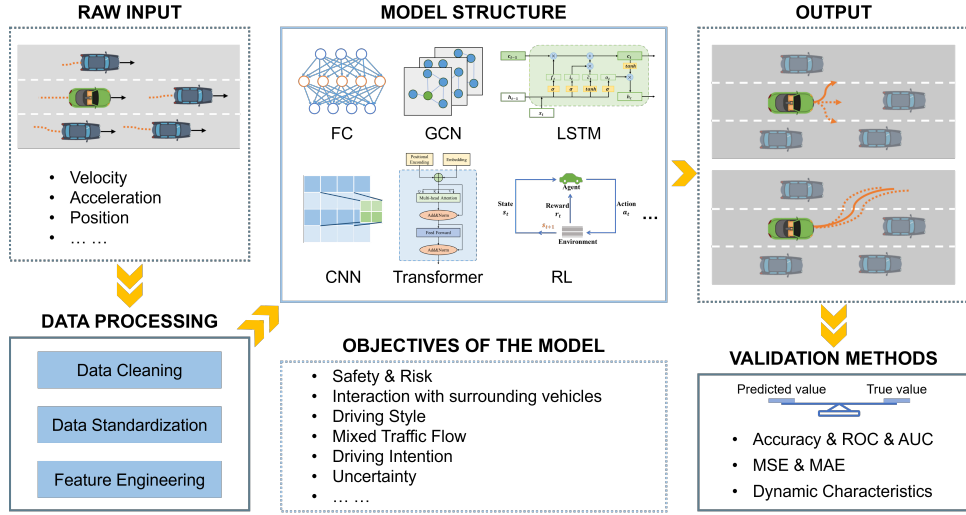 RAW INPUT
• Velocity
• Acceleration
• Position
• … …
DATA PROCESSING
Data Cleaning
Data Standardization
Feature Engineering
MODEL STRUCTURE
FC
GCN
LSTM
tanh
tanh
Positional Encoding
Embedding
Multi-head Attention
Add&Norm
Feed Forward
Add&Norm
Agent
State
Reward
Action
Environment
…
CNN
Transformer
RL
OBJECTIVES OF THE MODEL
• Safety & Risk
• Interaction with surrounding vehicles
• Driving Style
• Mixed Traffic Flow
• Driving Intention
• Uncertainty
• … …
OUTPUT
VALIDATION METHODS
Predicted value
True value
• Accuracy & ROC & AUC
• MSE & MAE
• Dynamic Characteristics